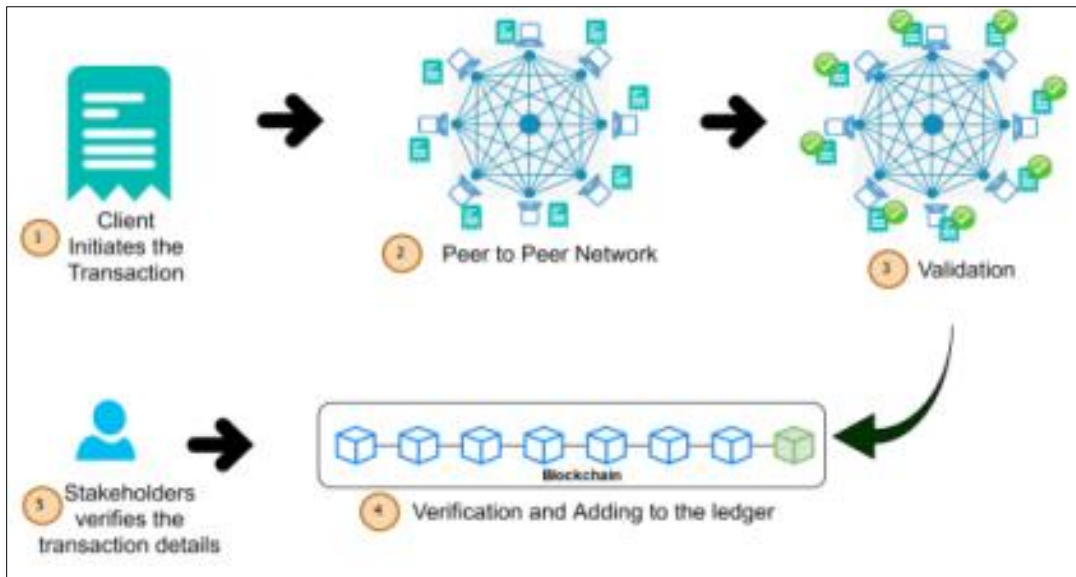 1
Client
Initiates the
Transaction
2
Peer to Peer Network
3
Validation
Blockchain
4
Verification and Adding to the ledger
5
Stakeholders
verifies the
transaction details